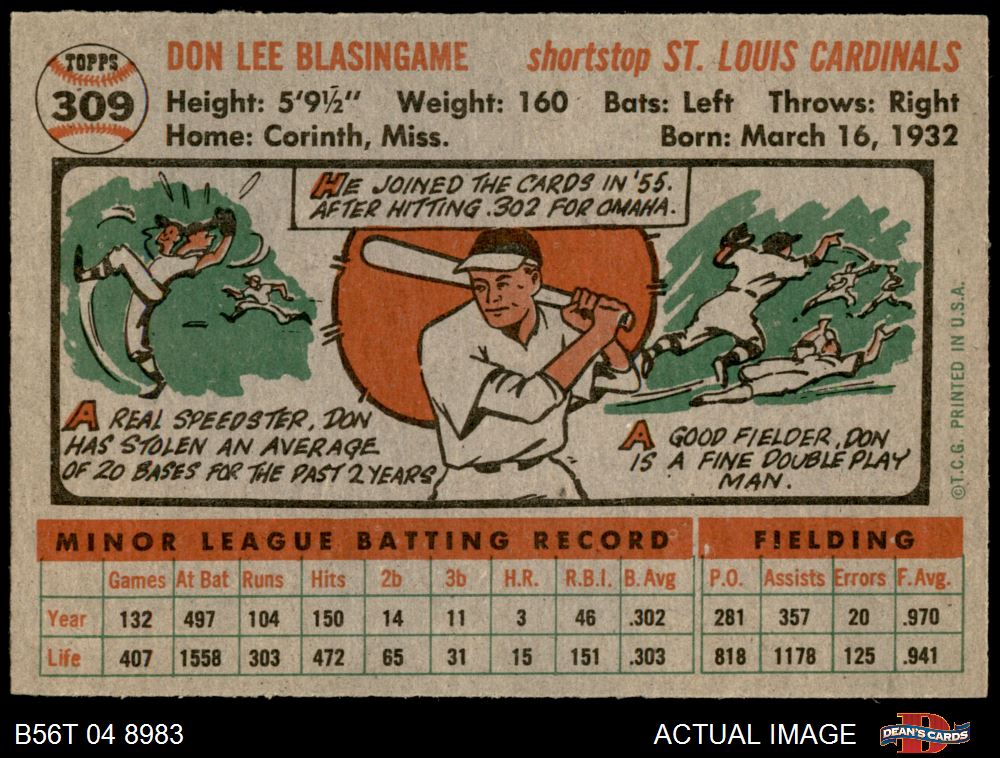 TOPPS
309
DON LEE BLASINGAME shortstop ST. LOUIS CARDINALS
Height: 5'9½" Weight: 160 Bats: Left Throws: Right
Home: Corinth, Miss. Born: March 16, 1932
HE JOINED THE CARDS IN '55.
AFTER HITTING .302 FOR OMAHA.
A REAL SPEEDSTER, DON
HAS STOLEN AN AVERAGE
OF 20 BASES FOR THE PAST 2 YEARS
A GOOD FIELDER, DON
IS A FINE DOUBLE PLAY
MAN.
©T.C.G. PRINTED IN U.S.A.
MINOR LEAGUE BATTING RECORD FIELDING
Games At Bat Runs Hits 2b 3b H.R. R.B.I. B. Avg P.O. Assists Errors F. Avg.
Year 132 497 104 150 14 11 3 46 .302 281 357 20 .970
Life 407 1558 303 472 65 31 15 151 .303 818 1178 125 .941
B56T 04 8983 ACTUAL IMAGE DEAN'S CARDS